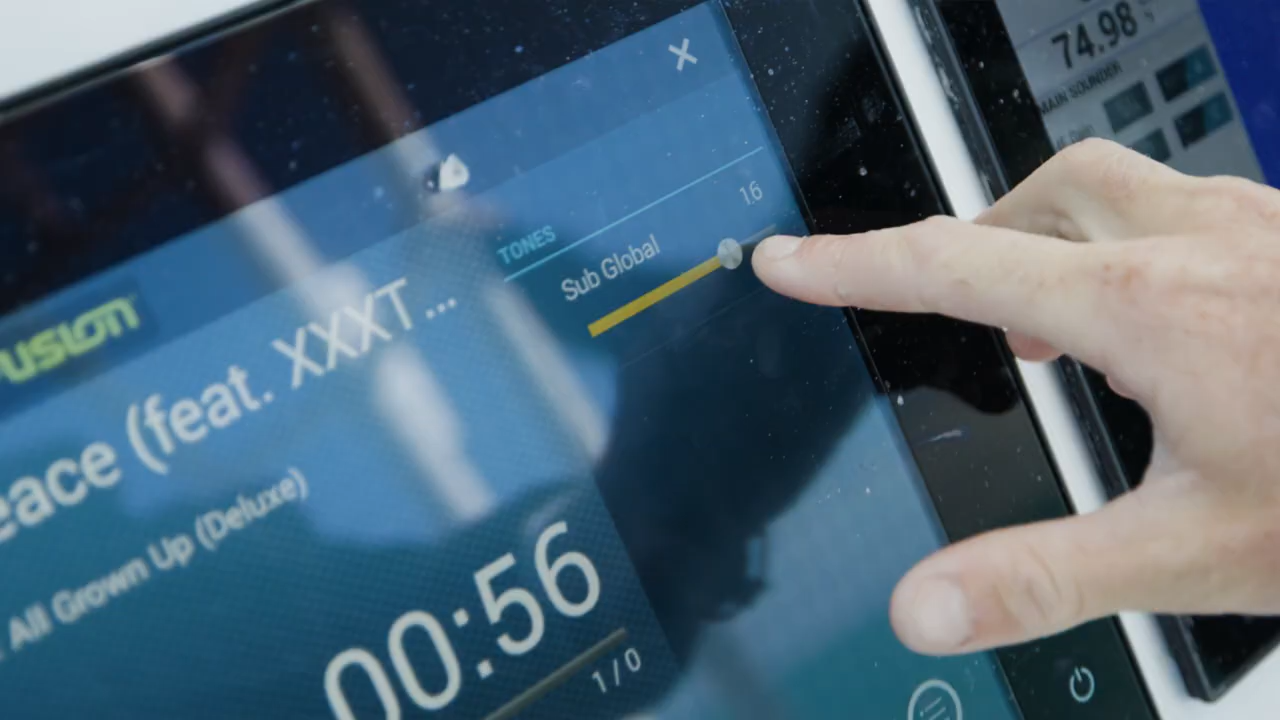 FUSION
TONES
Sub Global
16
eace (feat. XXXT...
All Grown Up (Deluxe)
00:56
1 / 0
74.98
MAIN SOUNDER